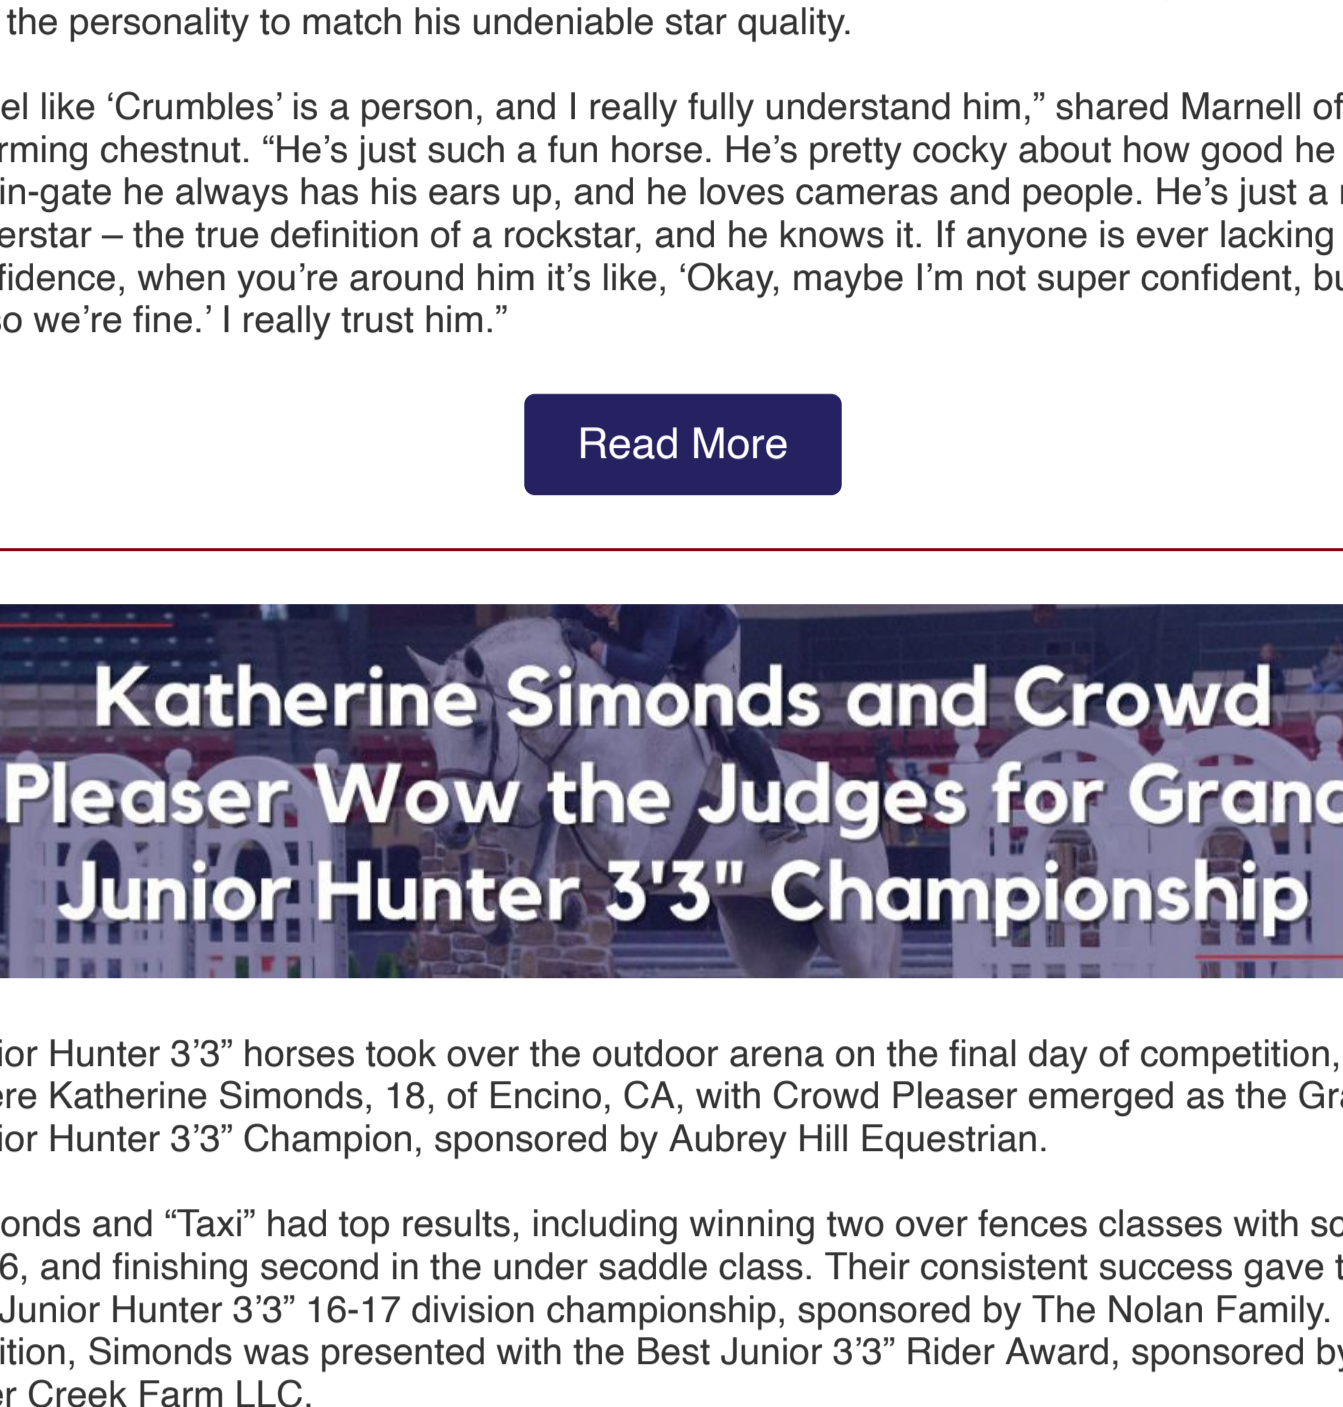 the personality to match his undeniable star quality.
el like ‘Crumbles’ is a person, and I really fully understand him,” shared Marnell of
rming chestnut. “He’s just such a fun horse. He’s pretty cocky about how good he
in-gate he always has his ears up, and he loves cameras and people. He’s just a
erstar – the true definition of a rockstar, and he knows it. If anyone is ever lacking
fidence, when you’re around him it’s like, ‘Okay, maybe I’m not super confident, bu
so we’re fine.’ I really trust him.”
Read More
Katherine Simonds and Crowd
Pleaser Wow the Judges for Grand
Junior Hunter 3'3" Championship
ior Hunter 3’3” horses took over the outdoor arena on the final day of competition,
ere Katherine Simonds, 18, of Encino, CA, with Crowd Pleaser emerged as the Gra
ior Hunter 3’3” Champion, sponsored by Aubrey Hill Equestrian.
onds and “Taxi” had top results, including winning two over fences classes with sc
6, and finishing second in the under saddle class. Their consistent success gave t
Junior Hunter 3’3” 16-17 division championship, sponsored by The Nolan Family.
ition, Simonds was presented with the Best Junior 3’3” Rider Award, sponsored by
er Creek Farm LLC.